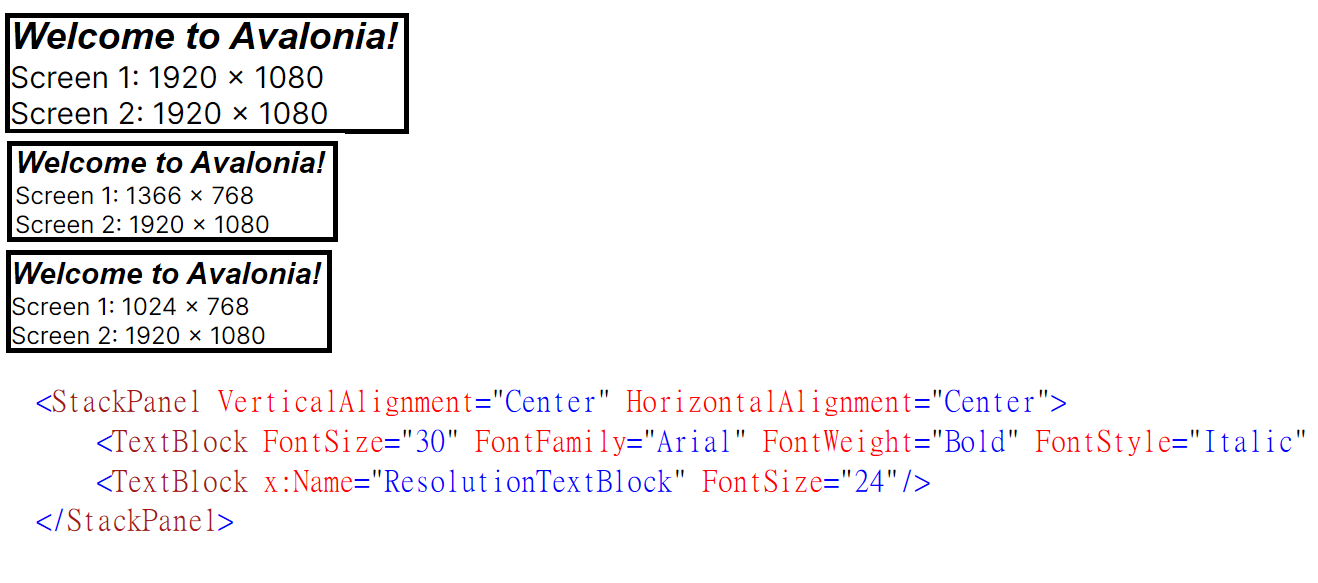 Welcome to Avalonia!
Screen 1: 1920 × 1080
Screen 2: 1920 × 1080
Welcome to Avalonia!
Screen 1: 1366 × 768
Screen 2: 1920 × 1080
Welcome to Avalonia!
Screen 1: 1024 × 768
Screen 2: 1920 × 1080
<StackPanel VerticalAlignment="Center" HorizontalAlignment="Center">
<TextBlock FontSize="30" FontFamily="Arial" FontWeight="Bold" FontStyle="Italic"
<TextBlock x:Name="ResolutionTextBlock" FontSize="24"/>
</StackPanel>